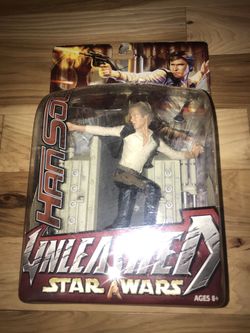 HAN SOLO
UNLEASHED
STAR WARS
AGES 8+